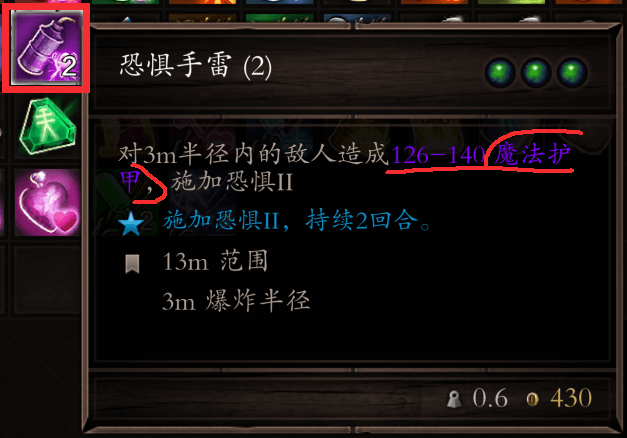 2
恐惧手雷 (2)
对3m半径内的敌人造成126-140 魔法护
甲，施加恐惧II
施加恐惧II，持续2回合。
13m 范围
3m 爆炸半径
0.6 430